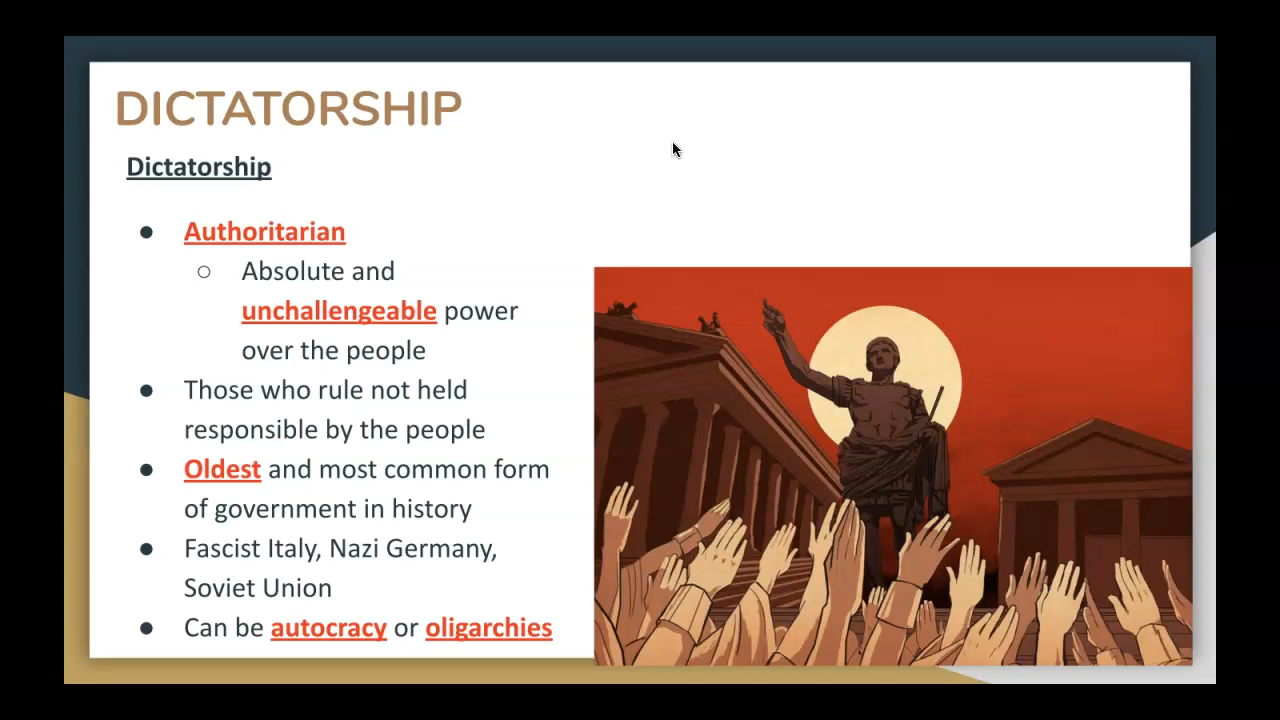 DICTATORSHIP
Dictatorship
● Authoritarian
○ Absolute and
unchallengeable power
over the people
● Those who rule not held
responsible by the people
● Oldest and most common form
of government in history
● Fascist Italy, Nazi Germany,
Soviet Union
● Can be autocracy or oligarchies